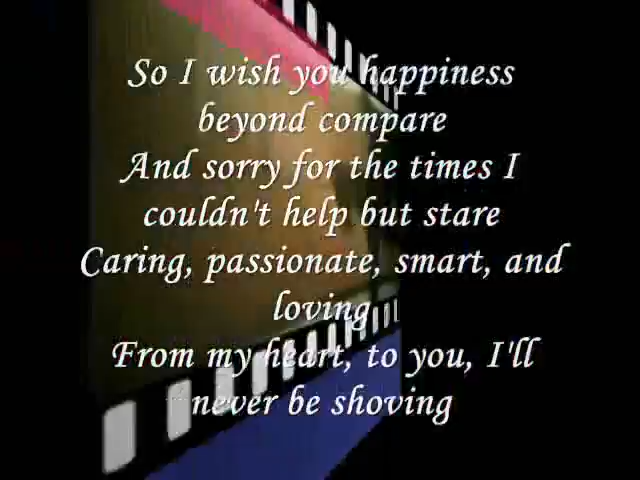 So I wish you happiness
beyond compare
And sorry for the times I
couldn't help but stare
Caring, passionate, smart, and
loving
From my heart, to you, I'll
never be shoving